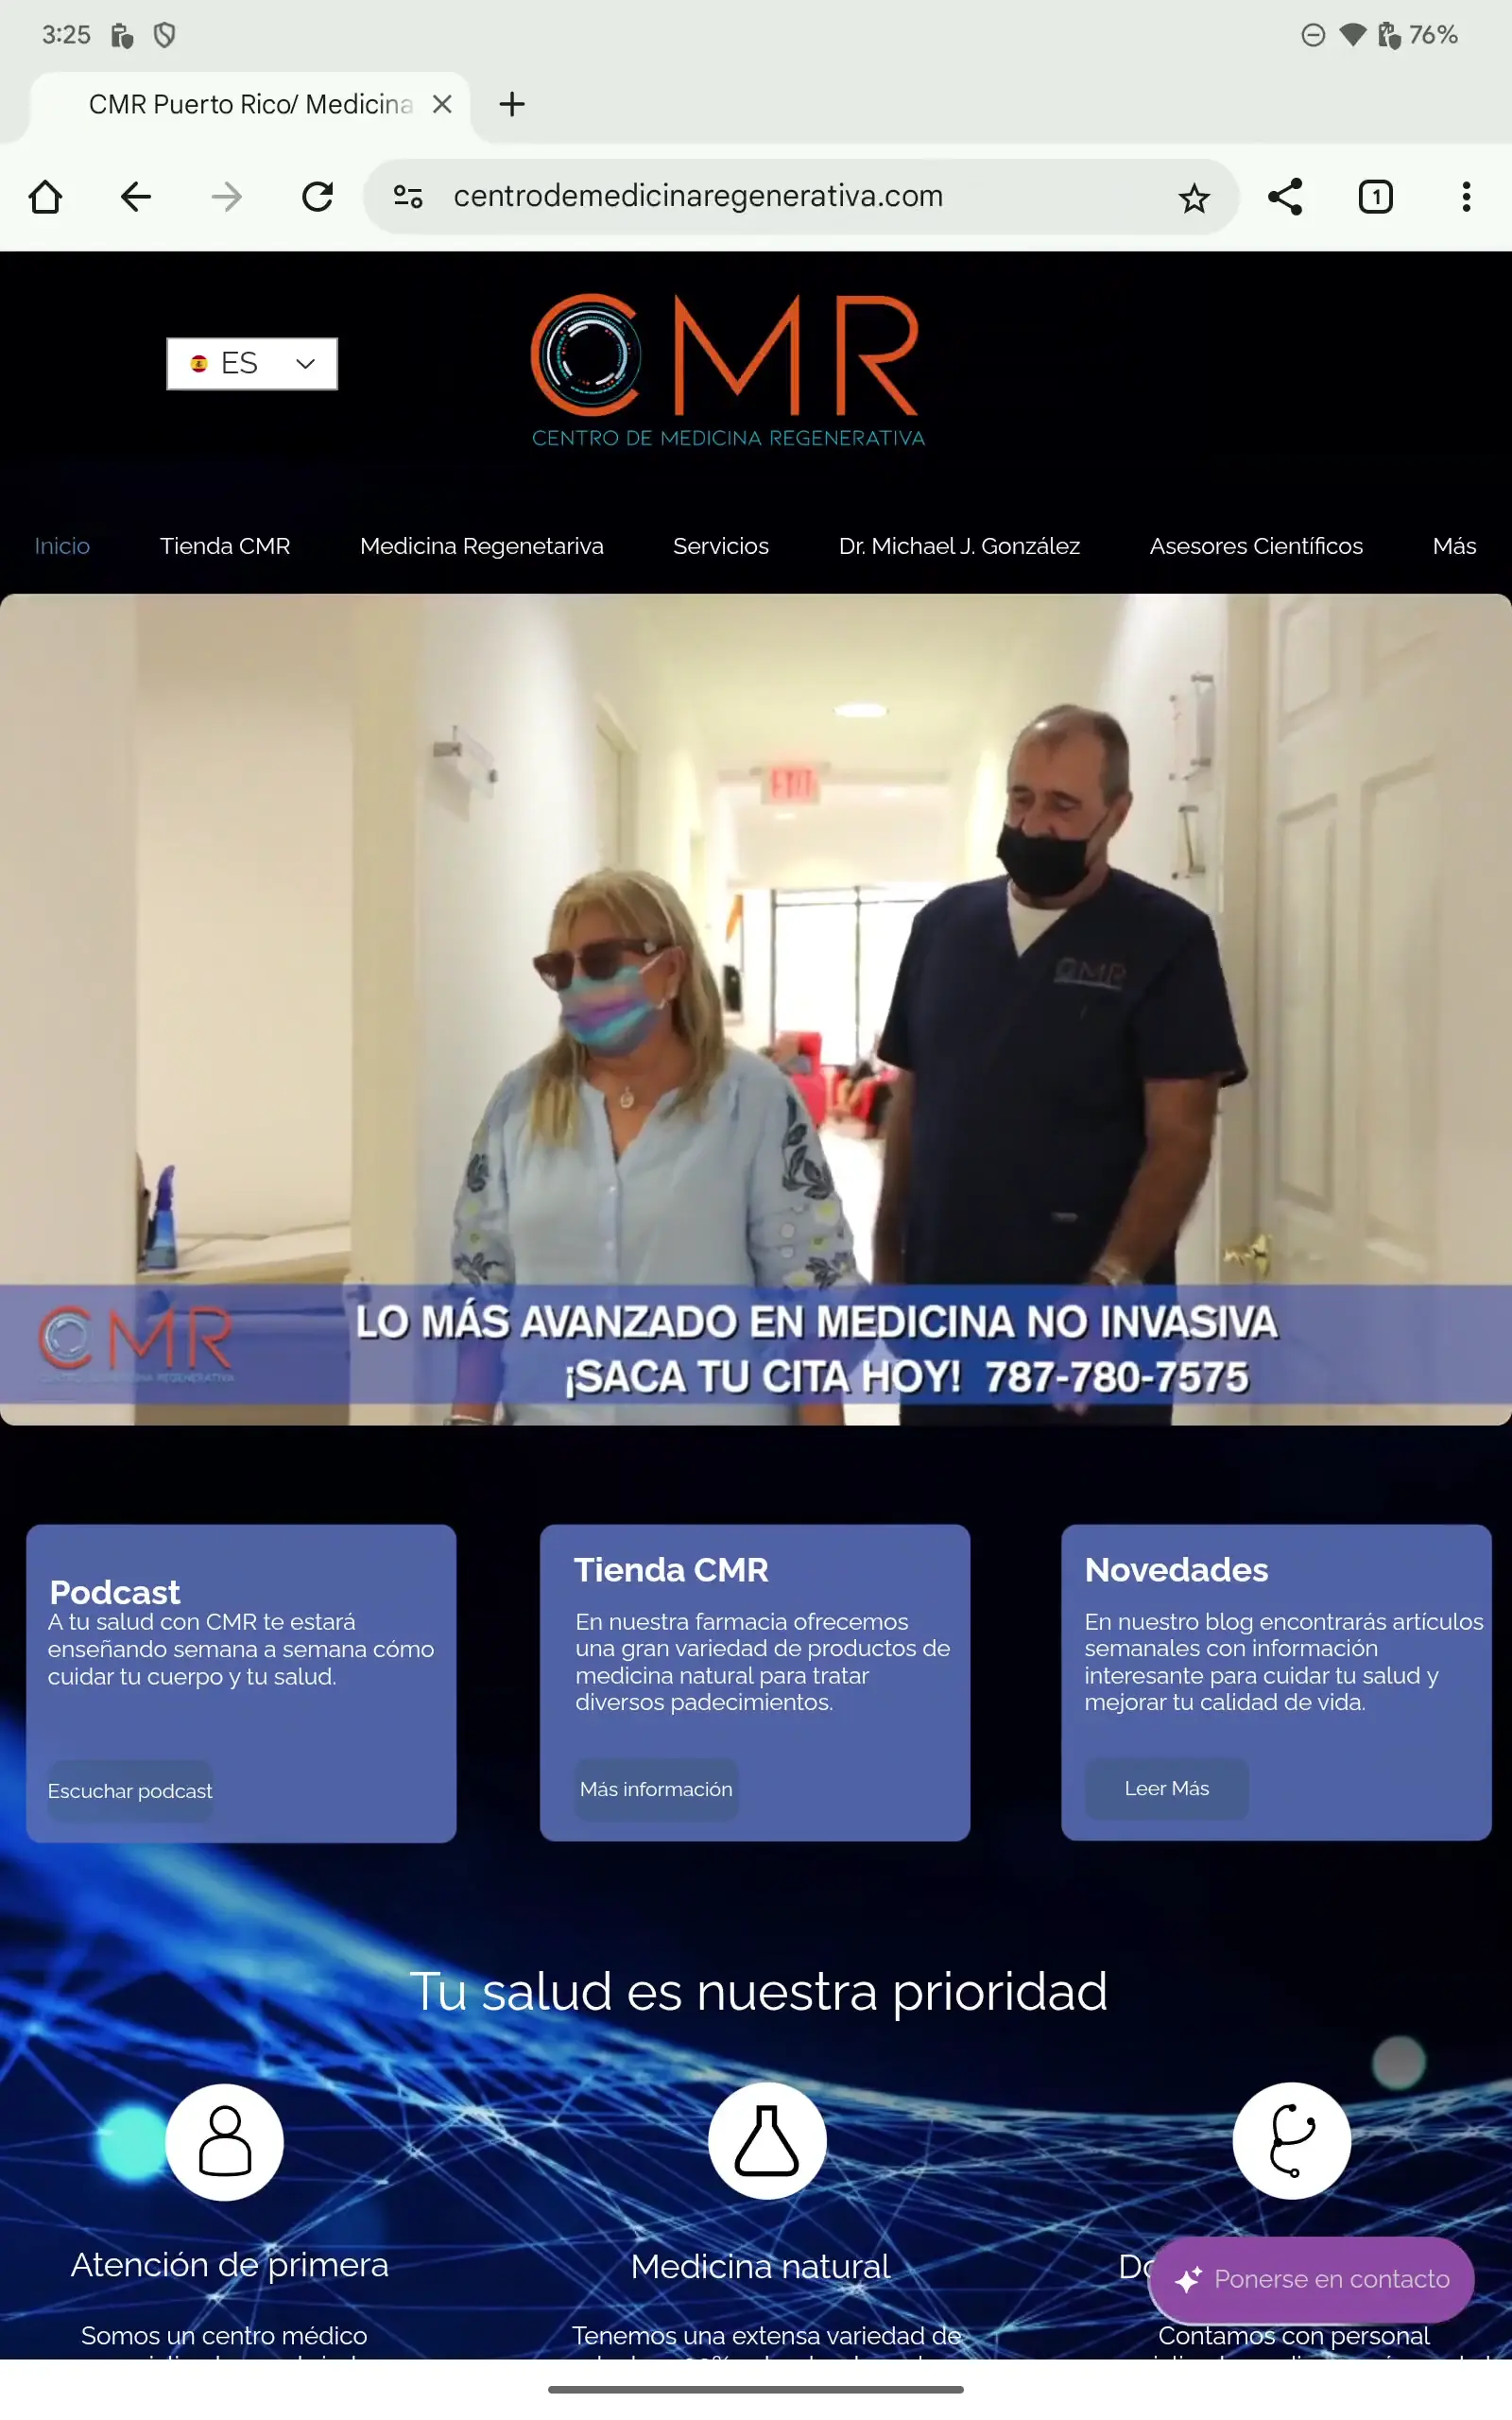 3:25
76%
CMR Puerto Rico/ Medicina
centrodemedicinaregenerativa.com
1
ES
CMR
CENTRO DE MEDICINA REGENERATIVA
Inicio
Tienda CMR
Medicina Regenetariva
Servicios
Dr. Michael J. González
Asesores Científicos
Más
EXIT
CMR
CMR
LO MÁS AVANZADO EN MEDICINA NO INVASIVA
¡SACA TU CITA HOY! 787-780-7575
Podcast
A tu salud con CMR te estará
enseñando semana a semana cómo
cuidar tu cuerpo y tu salud.
Escuchar podcast
Tienda CMR
En nuestra farmacia ofrecemos
una gran variedad de productos de
medicina natural para tratar
diversos padecimientos.
Más información
Novedades
En nuestro blog encontrarás artículos
semanales con información
interesante para cuidar tu salud y
mejorar tu calidad de vida.
Leer Más
Tu salud es nuestra prioridad
Atención de primera
Somos un centro médico
Medicina natural
Tenemos una extensa variedad de
Ponerse en contacto
Contamos con personal